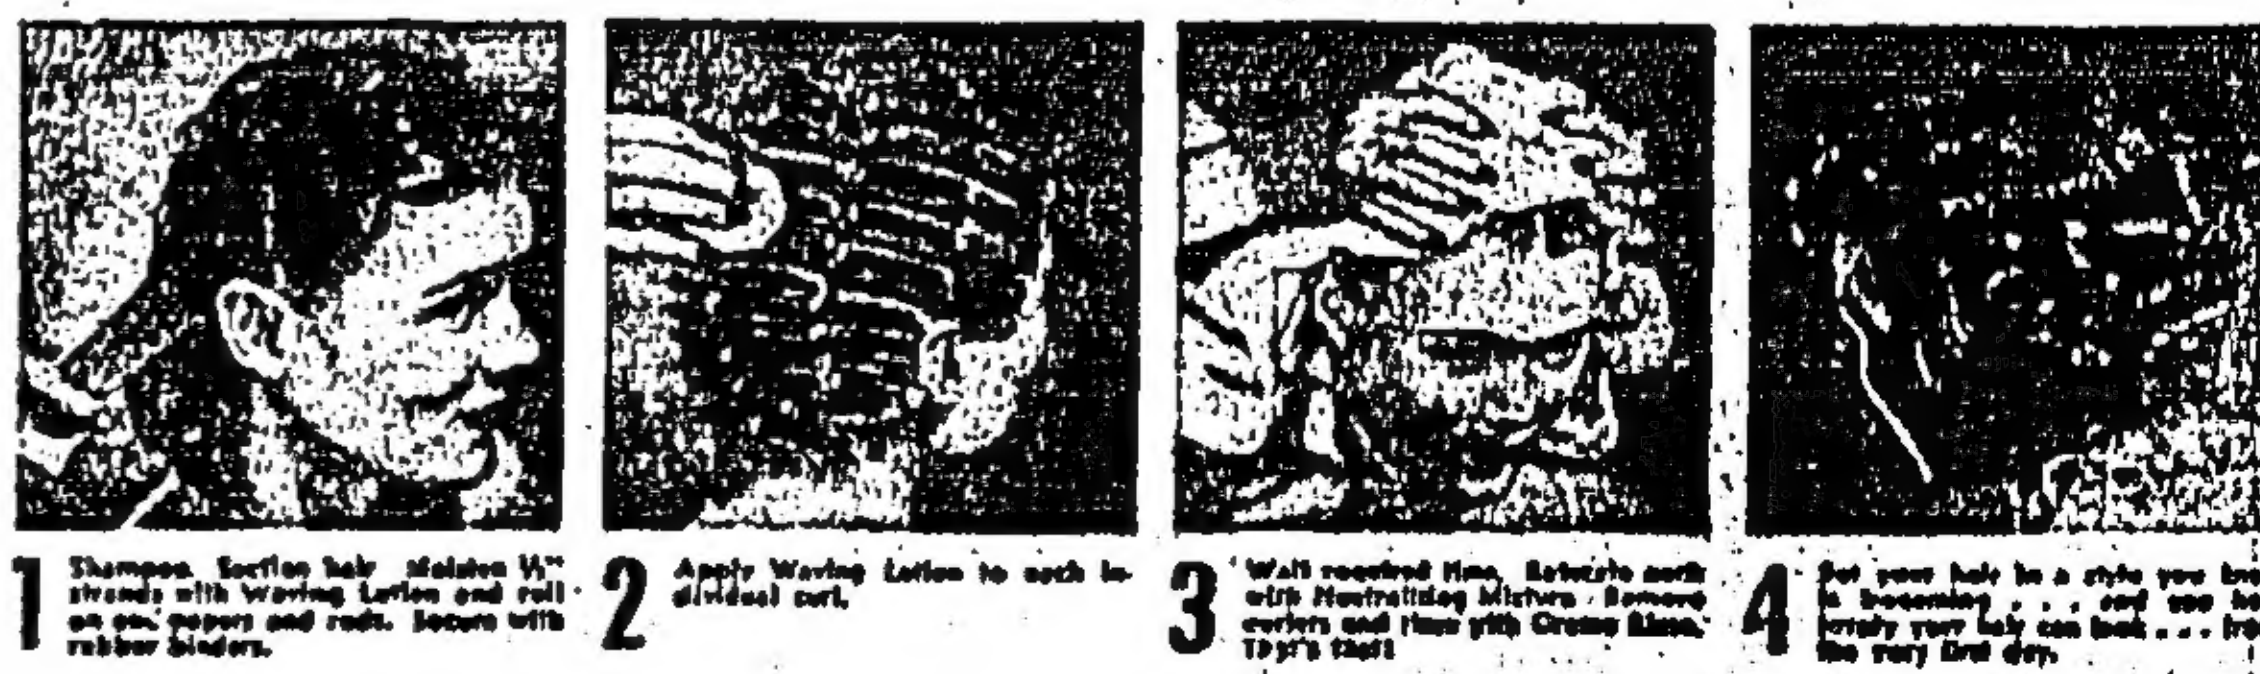 1
Shampoo. Section hair. Moisten ½"
strands with Waving Lotion and roll
on end papers and rods. Secure with
rubber binders.
2
Apply Waving Lotion to each in-
dividual curl.
3
Wait required time. Saturate each
with Neutralizing Mixture. Remove
curlers and rinse with Creme Rinse.
That's that!
4
Set your hair in a style you
is becoming . . . and see
lovely your hair can look . . .
the very first day.